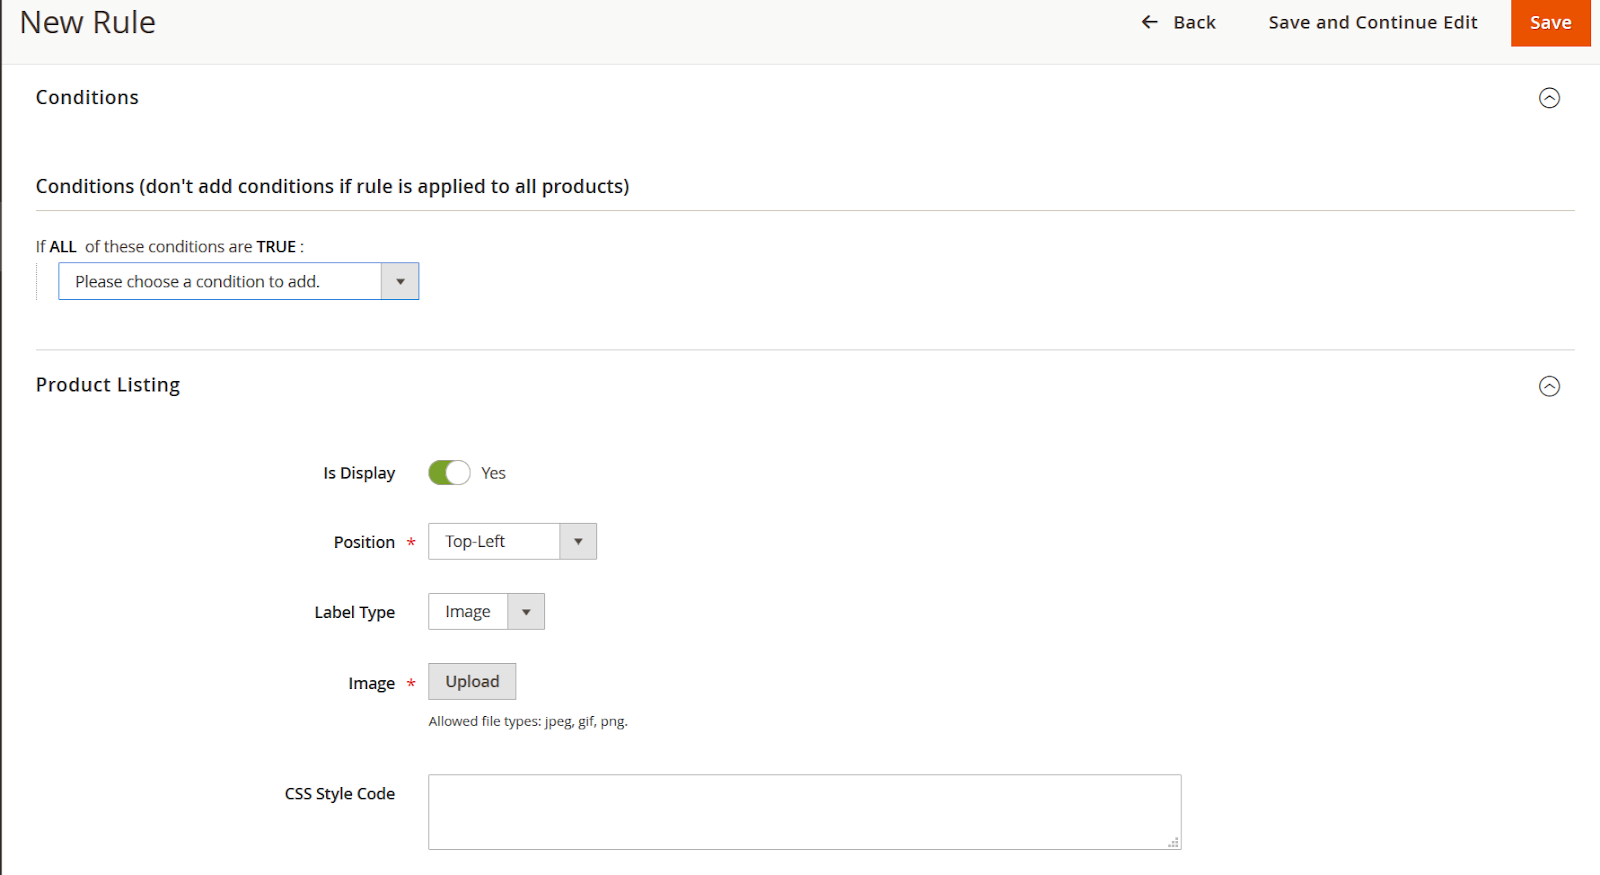 New Rule
Back
Save and Continue Edit
Save
Conditions
Conditions (don't add conditions if rule is applied to all products)
If ALL of these conditions are TRUE :
Please choose a condition to add.
Product Listing
Is Display
Yes
Position *
Top-Left
Label Type
Image
Image *
Upload
Allowed file types: jpeg, gif, png.
CSS Style Code